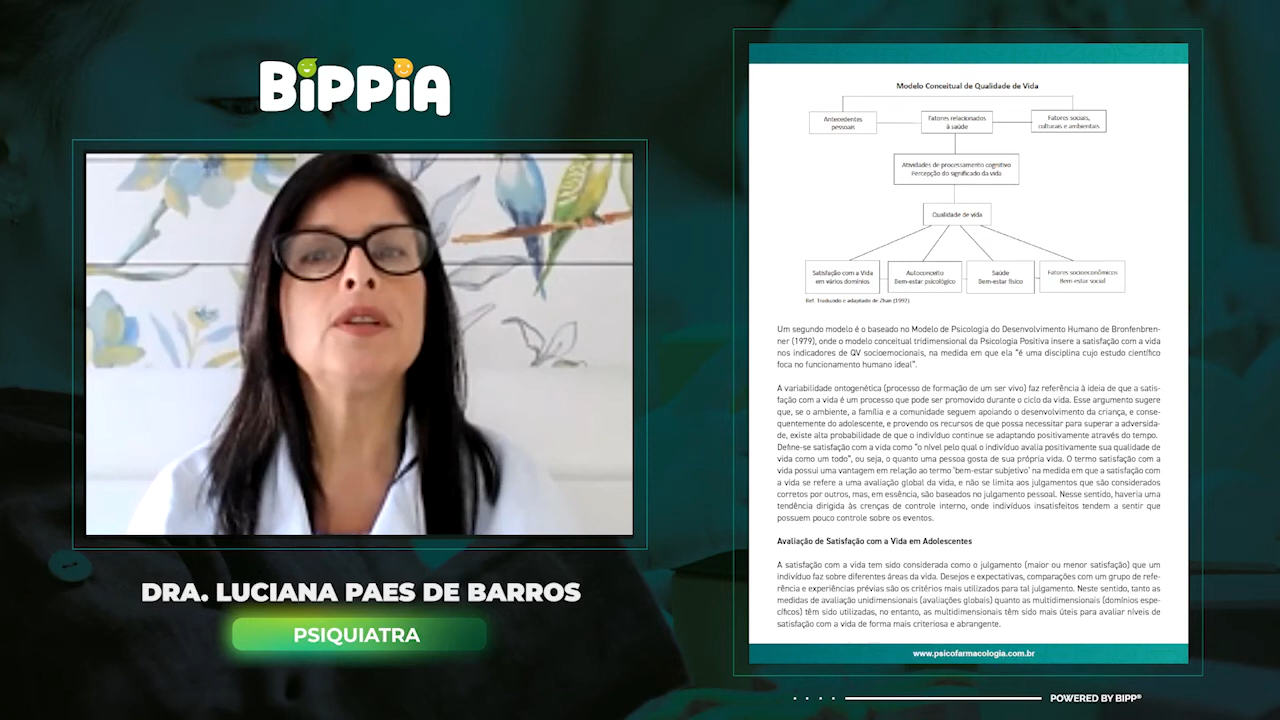 BiPPiA
DRA. LUCIANA PAES DE BARROS
PSIQUIATRA
Modelo Conceitual de Qualidade de Vida
Antecedentes
pessoais
Fatores relacionados
à saúde
Fatores sociais,
culturais e ambientais
Atividades de processamento cognitivo
Percepção do significado da vida
Qualidade de vida
Satisfação com a Vida
em vários domínios
Autoconceito
Bem-estar psicológico
Saúde
Bem-estar físico
Fatores socioeconômicos
Bem-estar social
Ref. Traduzido e adaptado de Zhan (1992).
Um segundo modelo é o baseado no Modelo de Psicologia do Desenvolvimento Humano de Bronfenbren-
ner (1979), onde o modelo conceitual tridimensional da Psicologia Positiva insere a satisfação com a vida
nos indicadores de QV socioemocionais, na medida em que ela "é uma disciplina cujo estudo científico
foca no funcionamento humano ideal".
A variabilidade ontogenética (processo de formação de um ser vivo) faz referência à ideia de que a satis-
fação com a vida é um processo que pode ser promovido durante o ciclo da vida. Esse argumento sugere
que, se o ambiente, a família e a comunidade seguem apoiando o desenvolvimento da criança, e conse-
quentemente do adolescente, e provendo os recursos de que possa necessitar para superar a adversida-
de, existe alta probabilidade de que o indivíduo continue se adaptando positivamente através do tempo.
Define-se satisfação com a vida como "o nível pelo qual o indivíduo avalia positivamente sua qualidade de
vida como um todo", ou seja, o quanto uma pessoa gosta de sua própria vida. O termo satisfação com a
vida possui uma vantagem em relação ao termo 'bem-estar subjetivo' na medida em que a satisfação com
a vida se refere a uma avaliação global da vida, e não se limita aos julgamentos que são considerados
corretos por outros, mas, em essência, são baseados no julgamento pessoal. Nesse sentido, haveria uma
tendência dirigida às crenças de controle interno, onde indivíduos insatisfeitos tendem a sentir que
possuem pouco controle sobre os eventos.
Avaliação de Satisfação com a Vida em Adolescentes
A satisfação com a vida tem sido considerada como o julgamento (maior ou menor satisfação) que um
indivíduo faz sobre diferentes áreas da vida. Desejos e expectativas, comparações com um grupo de refe-
rência e experiências prévias são os critérios mais utilizados para tal julgamento. Neste sentido, tanto as
medidas de avaliação unidimensionais (avaliações globais) quanto as multidimensionais (domínios espe-
cíficos) têm sido utilizadas, no entanto, as multidimensionais têm sido mais úteis para avaliar níveis de
satisfação com a vida de forma mais criteriosa e abrangente.
www.psicofarmacologia.com.br
POWERED BY BIPP®